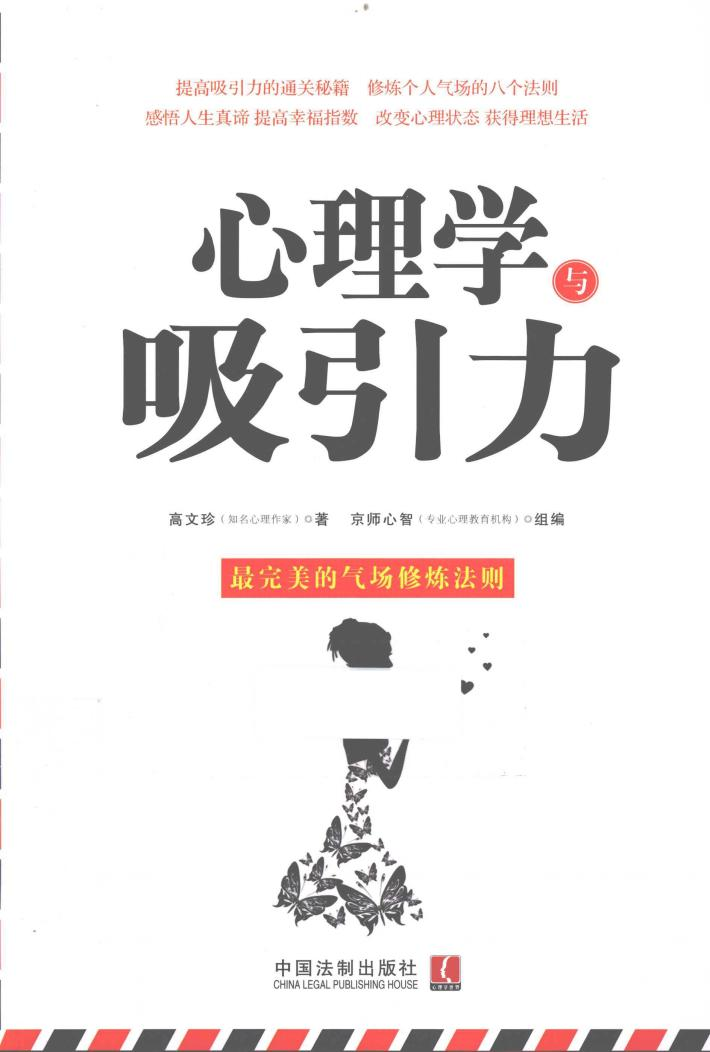 提高吸引力的通关秘籍 修炼个人气场的八个法则
感悟人生真谛 提高幸福指数 改变心理状态 获得理想生活
心理学与
吸引力
高文珍（知名心理作家）◎著 京师心智（专业心理教育机构）◎组编
最完美的气场修炼法则
中国法制出版社
CHINA LEGAL PUBLISHING HOUSE
心理学世界